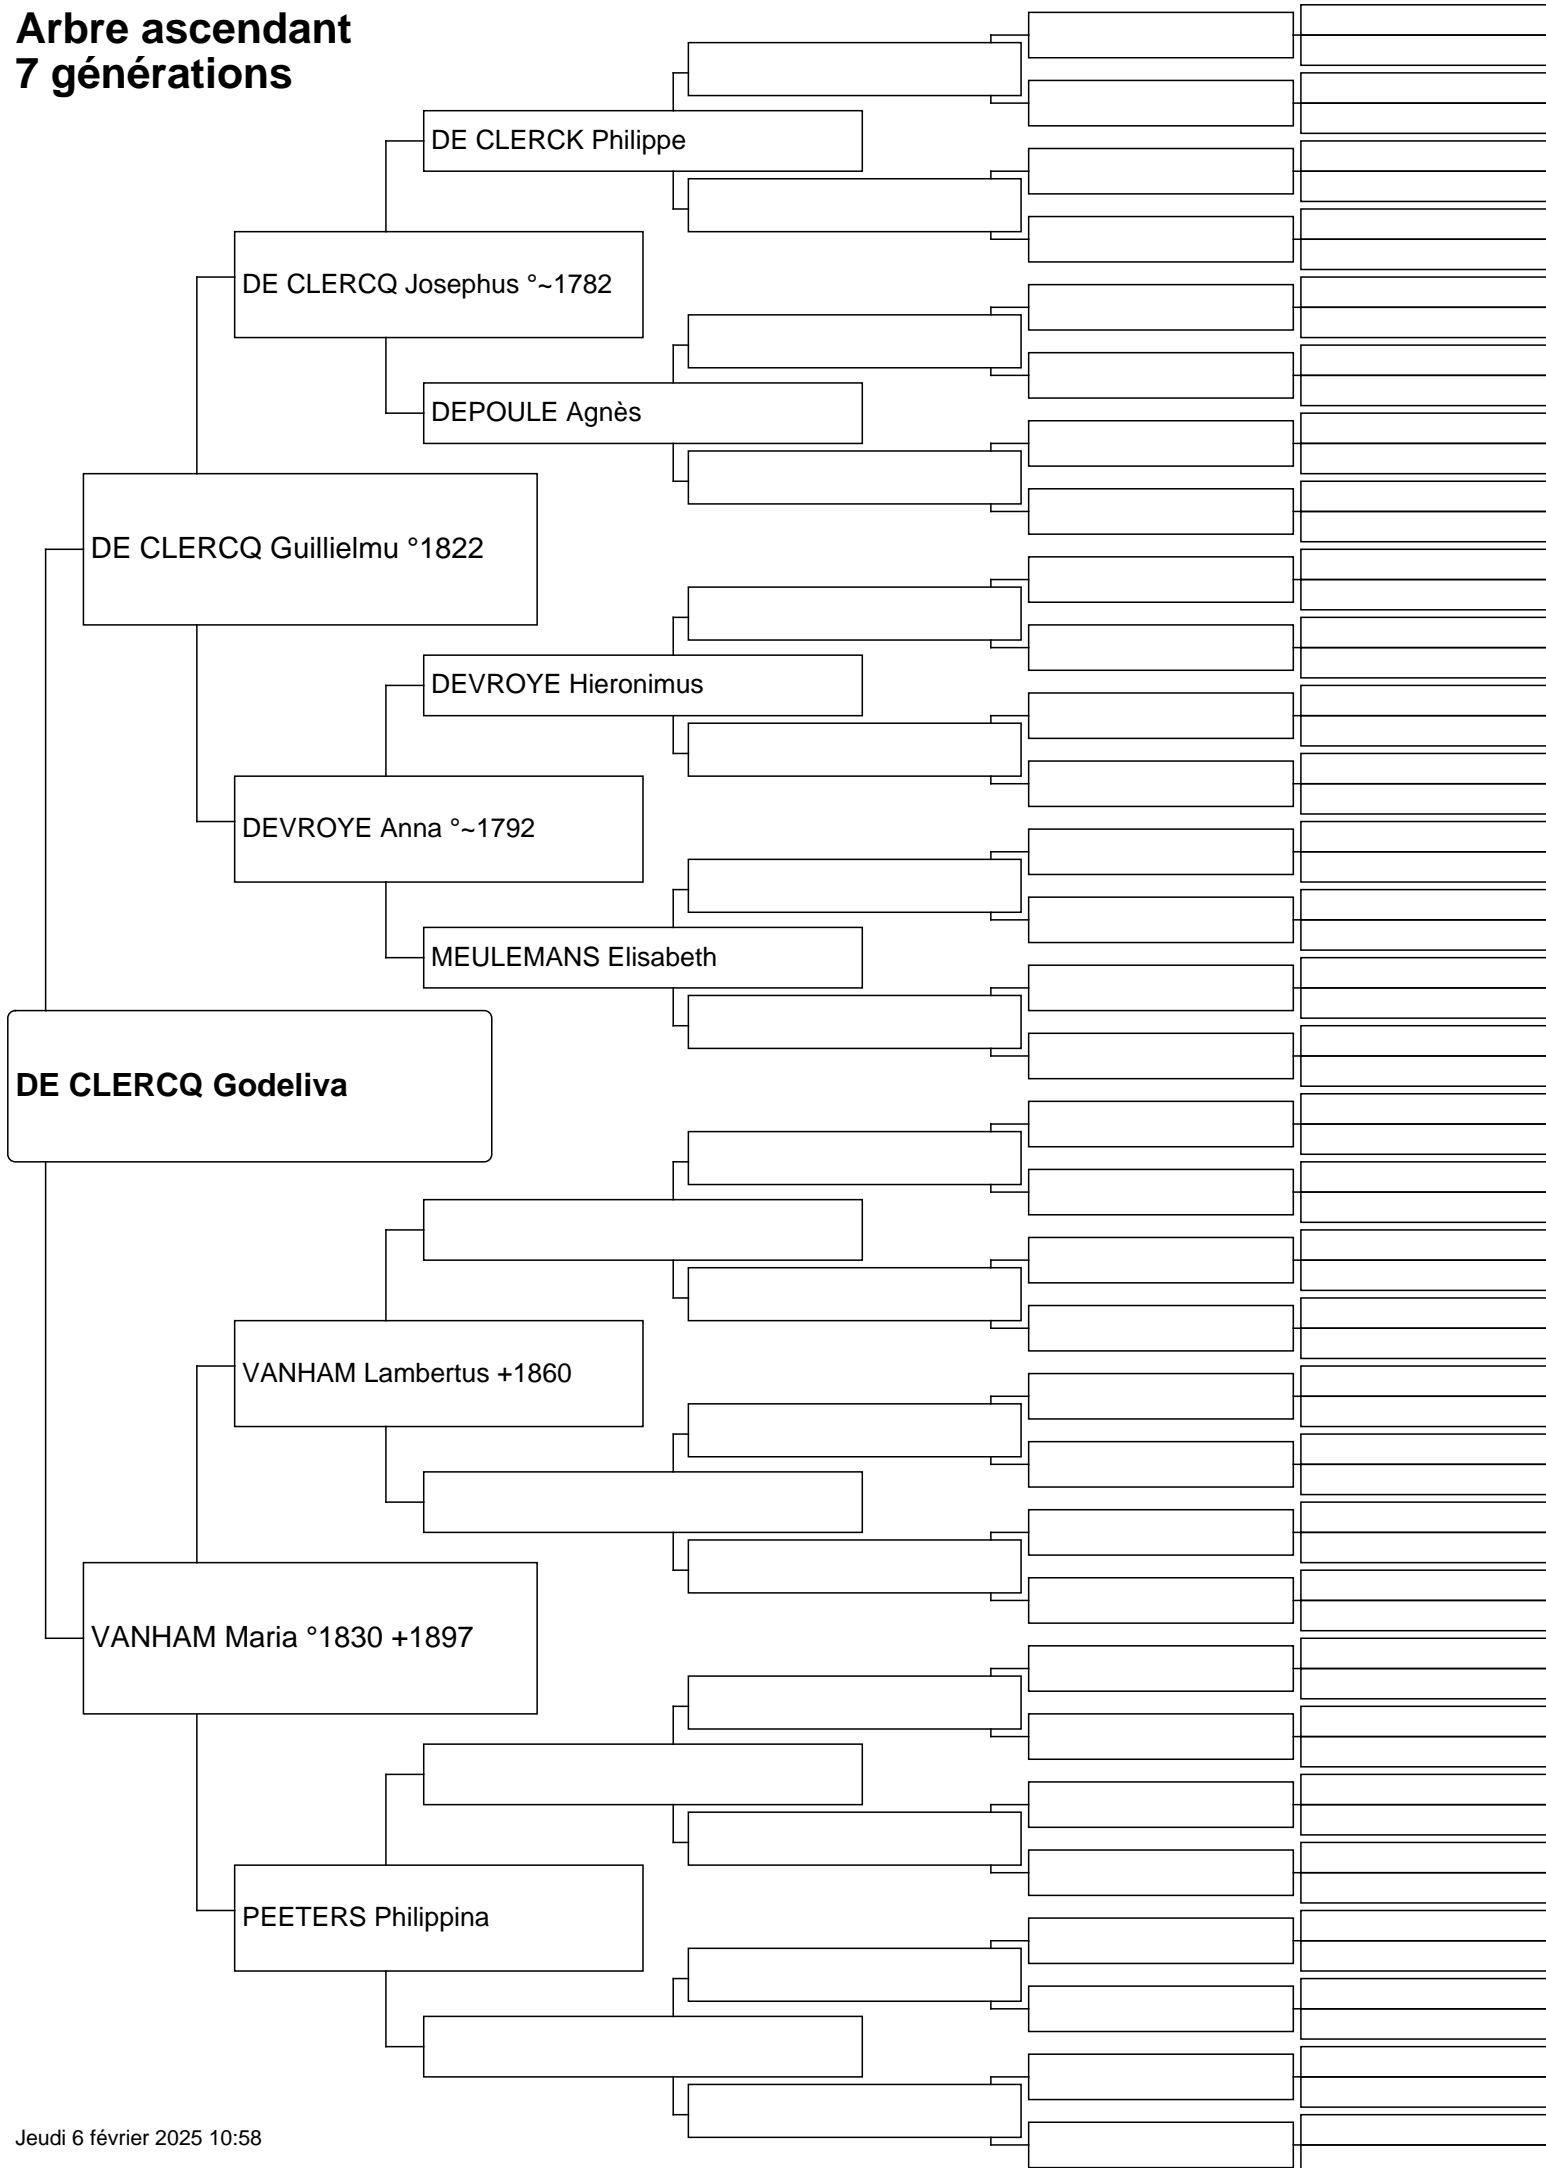 Arbre ascendant
7 générations
DE CLERCK Philippe
DE CLERCQ Josephus °~1782
DEPOULE Agnès
DE CLERCQ Guillielmu °1822
DEVROYE Hieronimus
DEVROYE Anna °~1792
MEULEMANS Elisabeth
DE CLERCQ Godeliva
VANHAM Lambertus +1860
VANHAM Maria °1830 +1897
PEETERS Philippina
Jeudi 6 février 2025 10:58